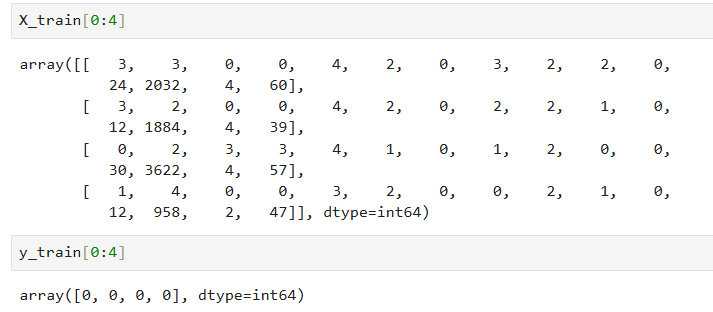 X_train[0:4]
array([[   3,    3,    0,    0,    4,    2,    0,    3,    2,    2,    0,
          24, 2032,    4,   60],
       [   3,    2,    0,    0,    4,    2,    0,    2,    2,    1,    0,
          12, 1884,    4,   39],
       [   0,    2,    3,    3,    4,    1,    0,    1,    2,    0,    0,
          30, 3622,    4,   57],
       [   1,    4,    0,    0,    3,    2,    0,    0,    2,    1,    0,
          12,  958,    2,   47]], dtype=int64)
y_train[0:4]
array([0, 0, 0, 0], dtype=int64)